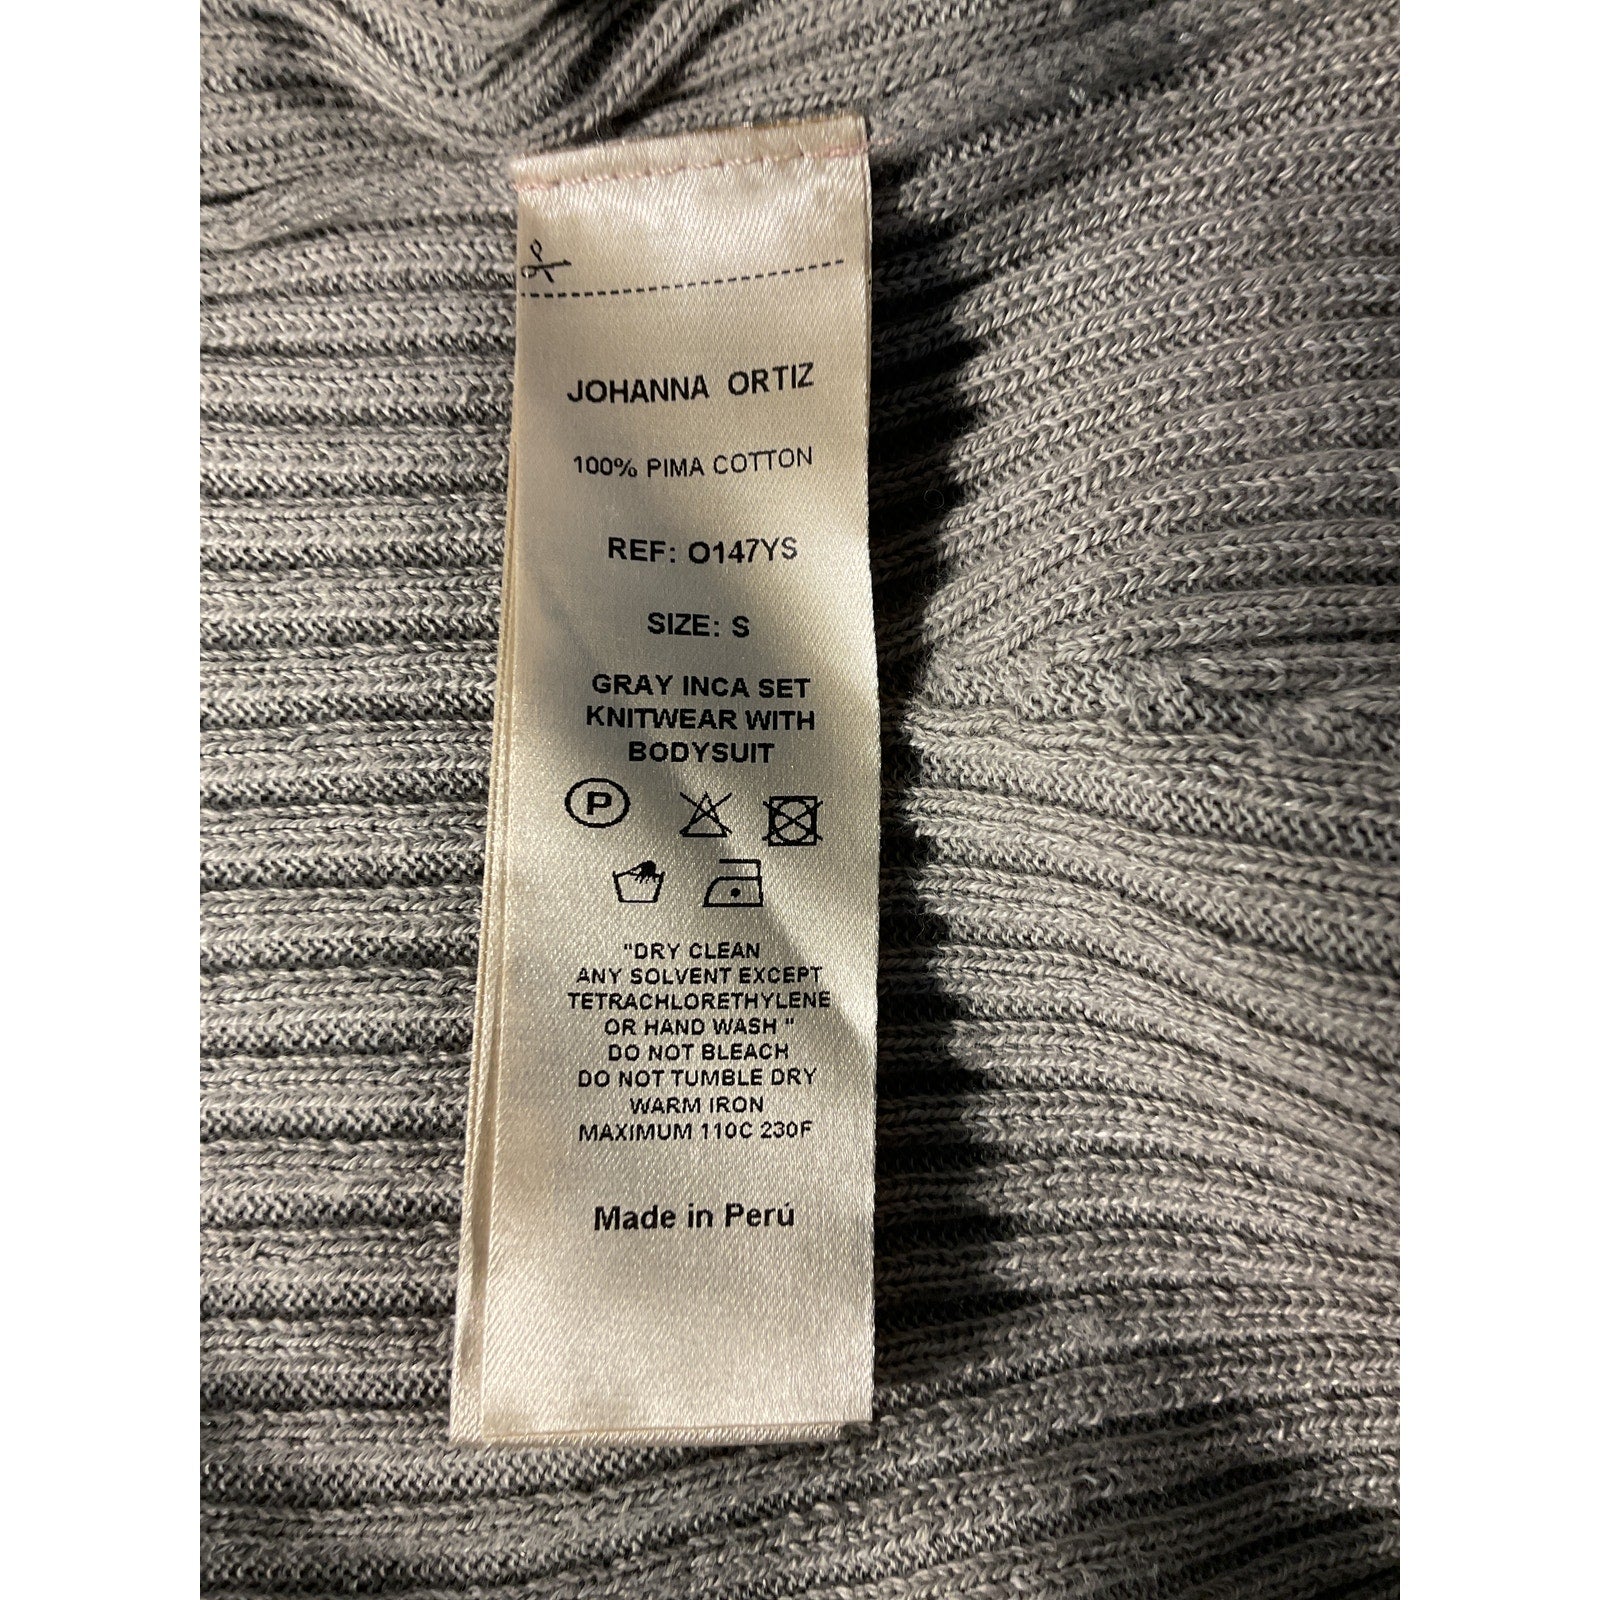 JOHANNA ORTIZ
100% PIMA COTTON
REF: O147YS
SIZE: S
GRAY INCA SET
KNITWEAR WITH
BODYSUIT
P
"DRY CLEAN
ANY SOLVENT EXCEPT
TETRACHLORETHYLENE
OR HAND WASH "
DO NOT BLEACH
DO NOT TUMBLE DRY
WARM IRON
MAXIMUM 110C 230F
Made in Perú